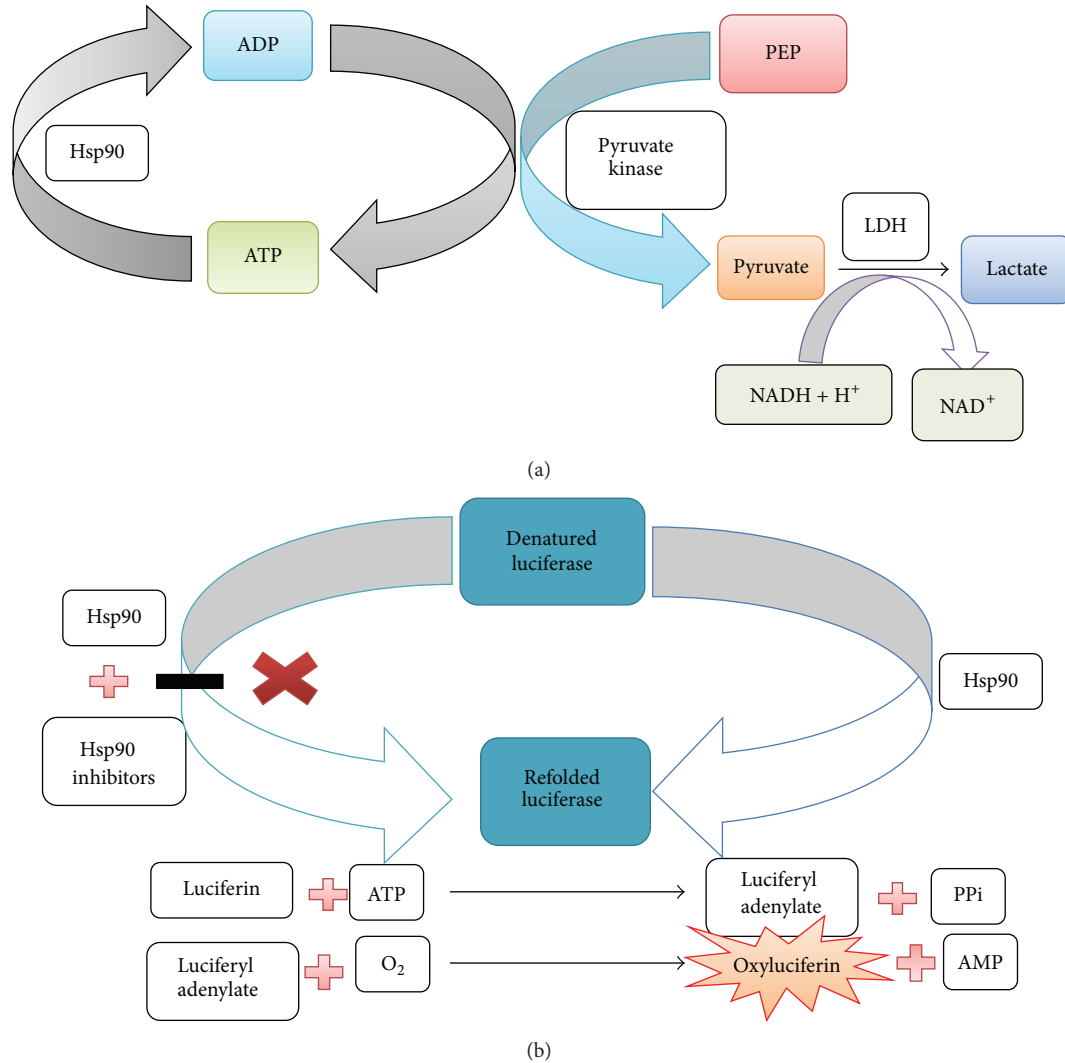 ADP
PEP
Hsp90
Pyruvate
kinase
ATP
LDH
Pyruvate
Lactate
NADH + H⁺
NAD⁺
(a)
Denatured
luciferase
Hsp90
Hsp90
Hsp90
inhibitors
Refolded
luciferase
Luciferin
ATP
Luciferyl
adenylate
PPi
Luciferyl
adenylate
O₂
Oxyluciferin
AMP
(b)